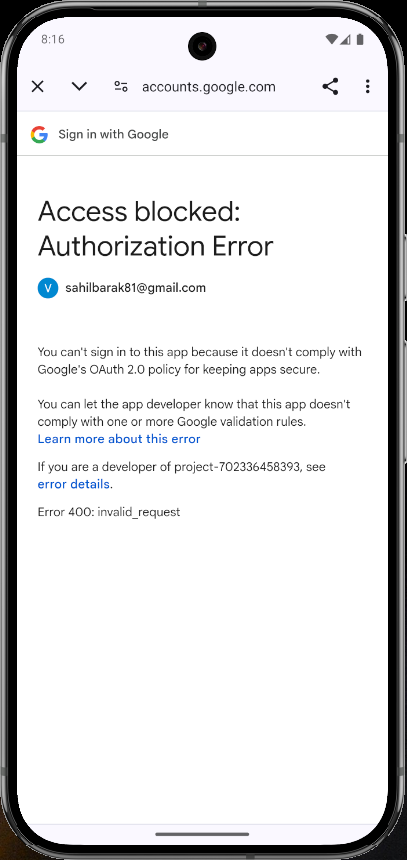 8:16
accounts.google.com
Sign in with Google
Access blocked:
Authorization Error
V sahilbarak81@gmail.com
You can't sign in to this app because it doesn't comply with
Google's OAuth 2.0 policy for keeping apps secure.
You can let the app developer know that this app doesn't
comply with one or more Google validation rules.
Learn more about this error
If you are a developer of project-702336458393, see
error details.
Error 400: invalid_request